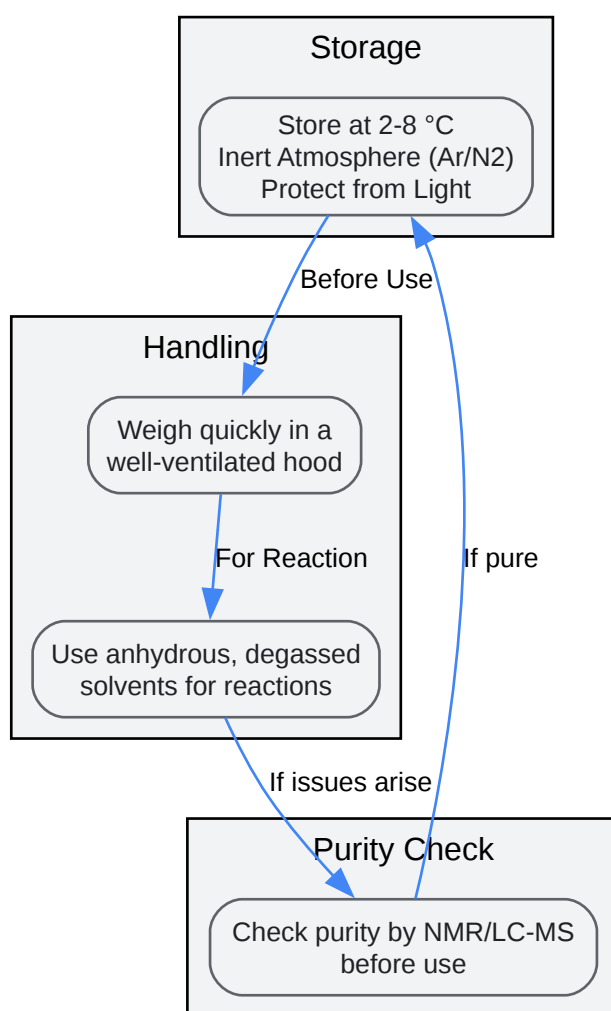 Storage
Store at 2-8 °C
Inert Atmosphere (Ar/N2)
Protect from Light
Before Use
Handling
Weigh quickly in a
well-ventilated hood
For Reaction
If pure
Use anhydrous, degassed
solvents for reactions
If issues arise
Purity Check
Check purity by NMR/LC-MS
before use